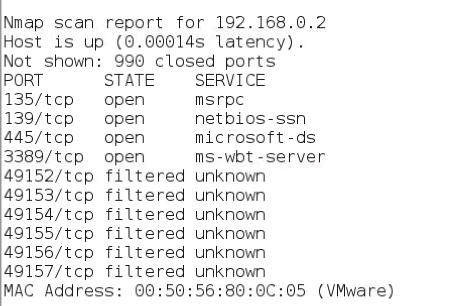 Nmap scan report for 192.168.0.2
Host is up (0.00014s latency).
Not shown: 990 closed ports
PORT      STATE    SERVICE
135/tcp   open     msrpc
139/tcp   open     netbios-ssn
445/tcp   open     microsoft-ds
3389/tcp  open     ms-wbt-server
49152/tcp filtered unknown
49153/tcp filtered unknown
49154/tcp filtered unknown
49155/tcp filtered unknown
49156/tcp filtered unknown
49157/tcp filtered unknown
MAC Address: 00:50:56:80:0C:05 (VMware)